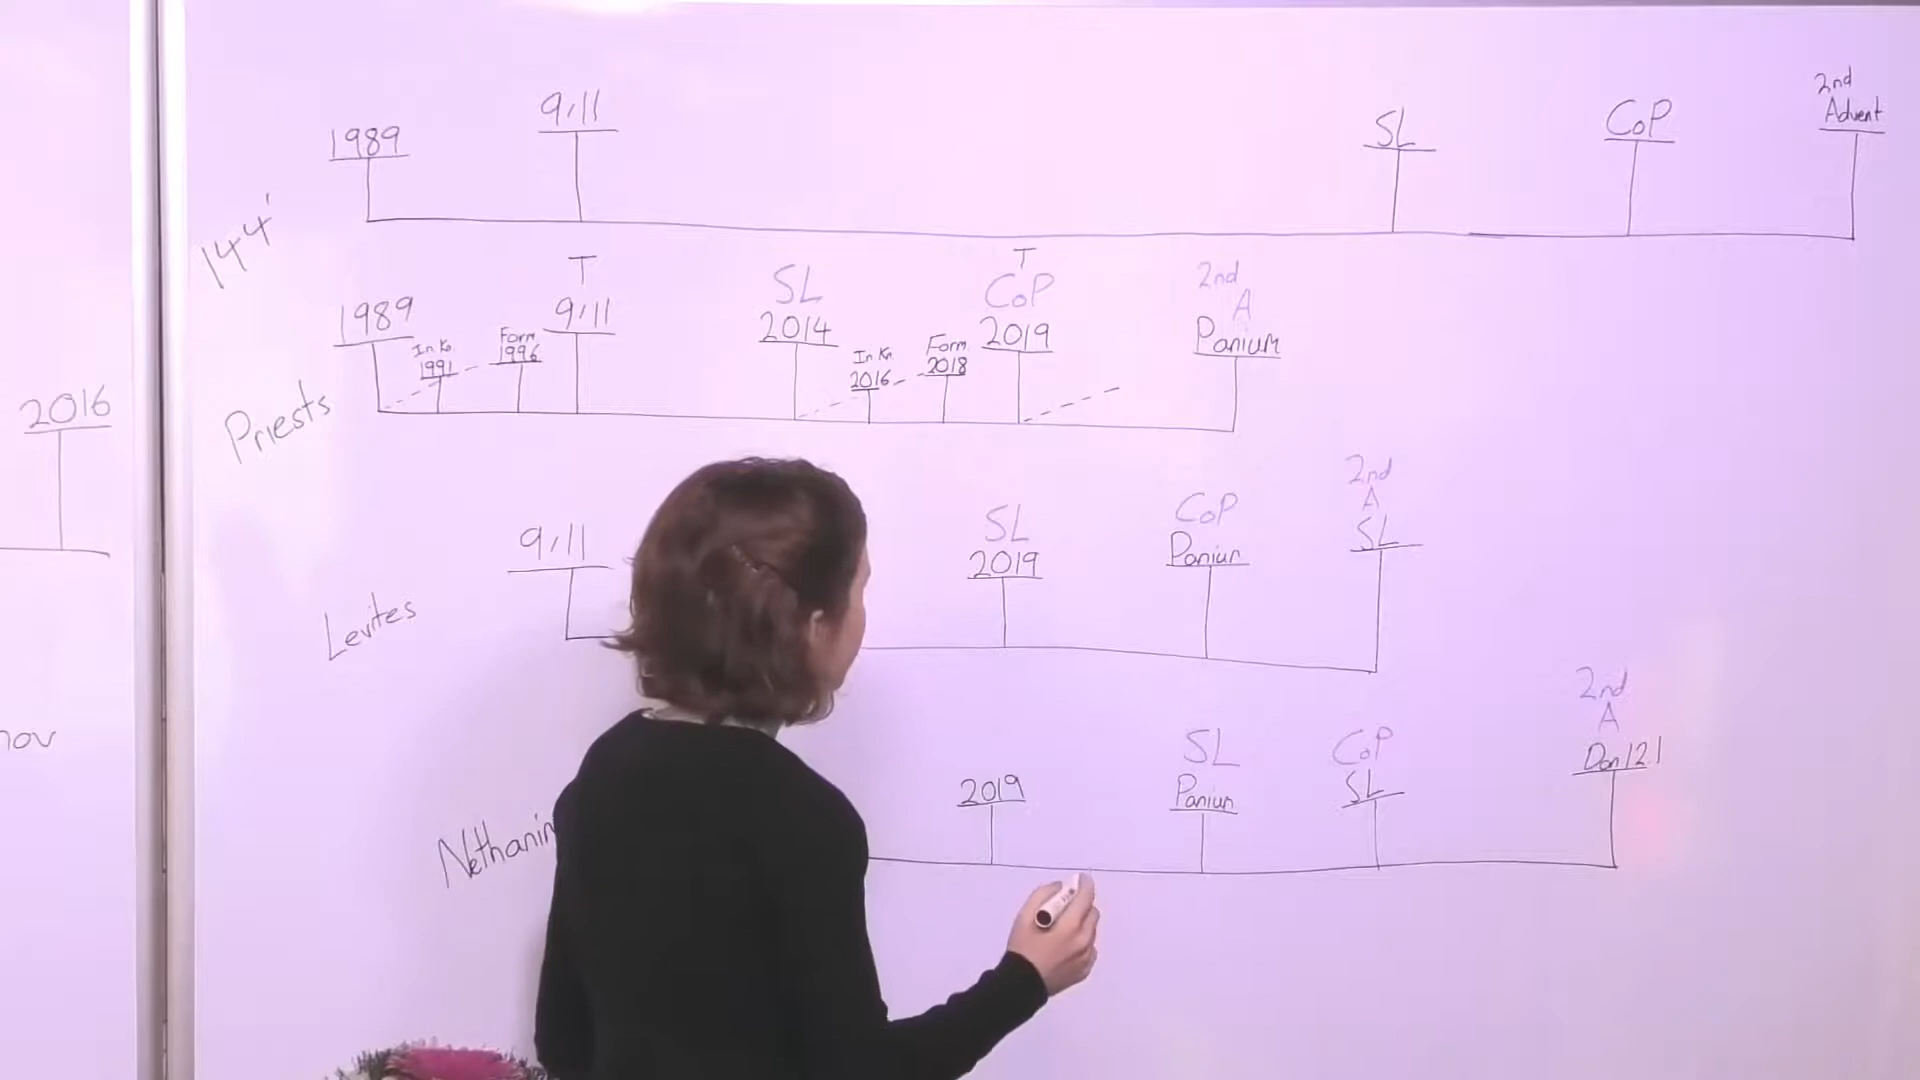 2016
nov
144'
1989
9/11
SL
CoP
2nd
Advent
Priests
1989
In Kn
1991
Form
1996
T
9/11
SL
2014
In Kn
2016
Form
2018
T
CoP
2019
2nd
A
Panium
Levites
9/11
SL
2019
CoP
Panium
2nd
A
SL
Nethanim
2019
SL
Panium
CoP
SL
2nd
A
Dan 12.1